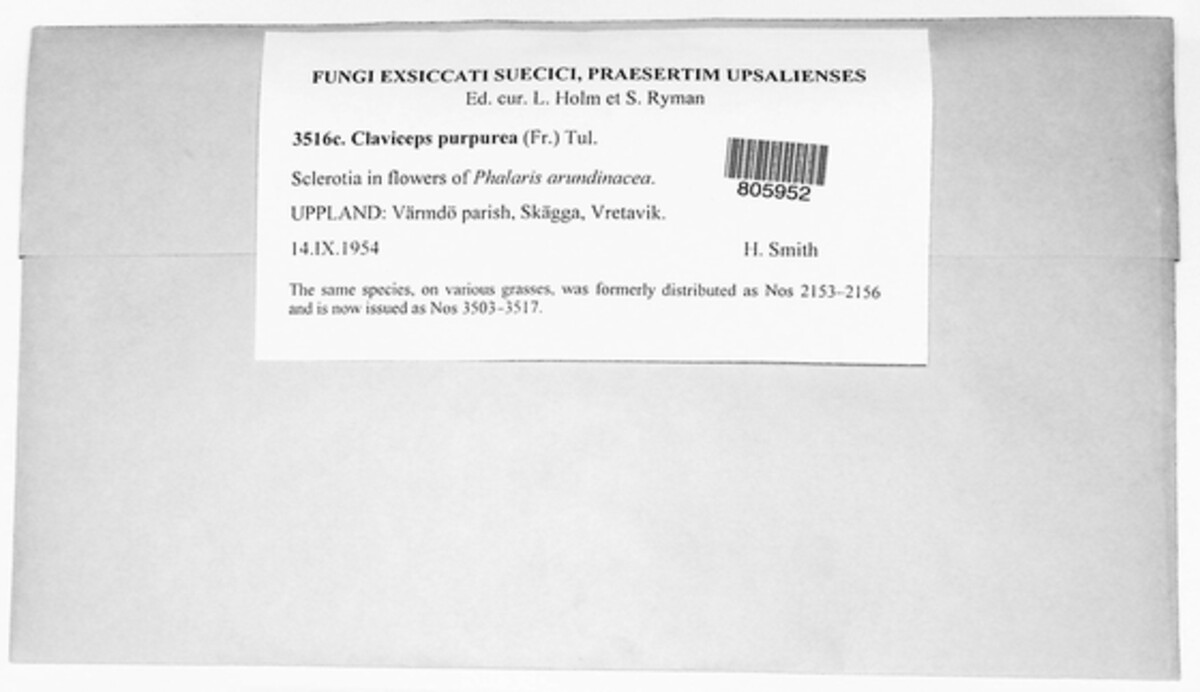 FUNGI EXSICCATI SUECICI, PRAESERTIM UPSALIENSES
Ed. cur. L. Holm et S. Ryman
3516c. Claviceps purpurea (Fr.) Tul.
805952
Sclerotia in flowers of Phalaris arundinacea.
UPPLAND: Värmdö parish, Skägga, Vretavik.
14.IX.1954 H. Smith
The same species, on various grasses, was formerly distributed as Nos 2153–2156
and is now issued as Nos 3503–3517.